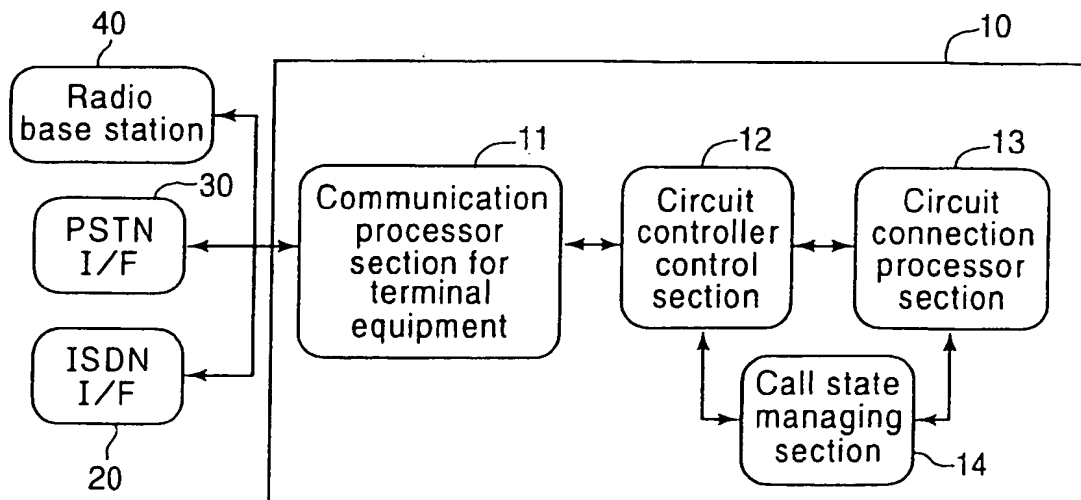 40
10
Radio
base station
11
12
13
30
Communication
processor
section for
terminal
equipment
Circuit
controller
control
section
Circuit
connection
processor
section
PSTN
I/F
ISDN
I/F
Call state
managing
section
20
14